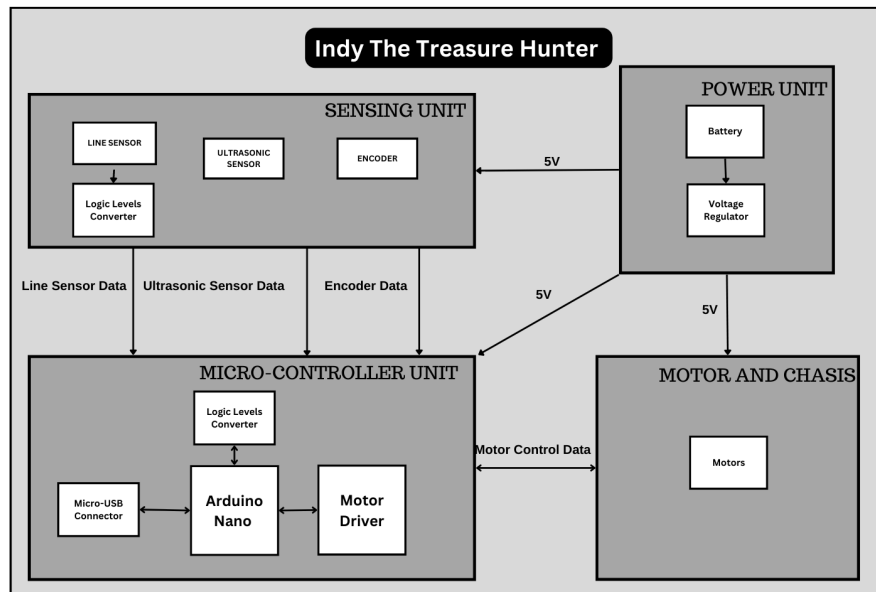 Indy The Treasure Hunter
SENSING UNIT
LINE SENSOR
Logic Levels
Converter
ULTRASONIC
SENSOR
ENCODER
5V
POWER UNIT
Battery
Voltage
Regulator
Line Sensor Data
Ultrasonic Sensor Data
Encoder Data
5V
5V
MICRO-CONTROLLER UNIT
Logic Levels
Converter
Micro-USB
Connector
Arduino
Nano
Motor
Driver
Motor Control Data
MOTOR AND CHASIS
Motors